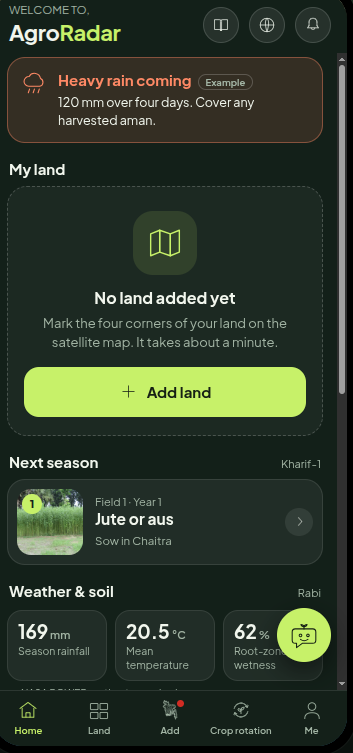 WELCOME TO,
AgroRadar
Heavy rain coming Example
120 mm over four days. Cover any
harvested aman.
My land
No land added yet
Mark the four corners of your land on the
satellite map. It takes about a minute.
+ Add land
Next season Kharif-1
1
Field 1 · Year 1
Jute or aus
Sow in Chaitra
Weather & soil Rabi
169 mm
Season rainfall
20.5 °C
Mean
temperature
62 %
wetness
Home Land Add Crop rotation Me